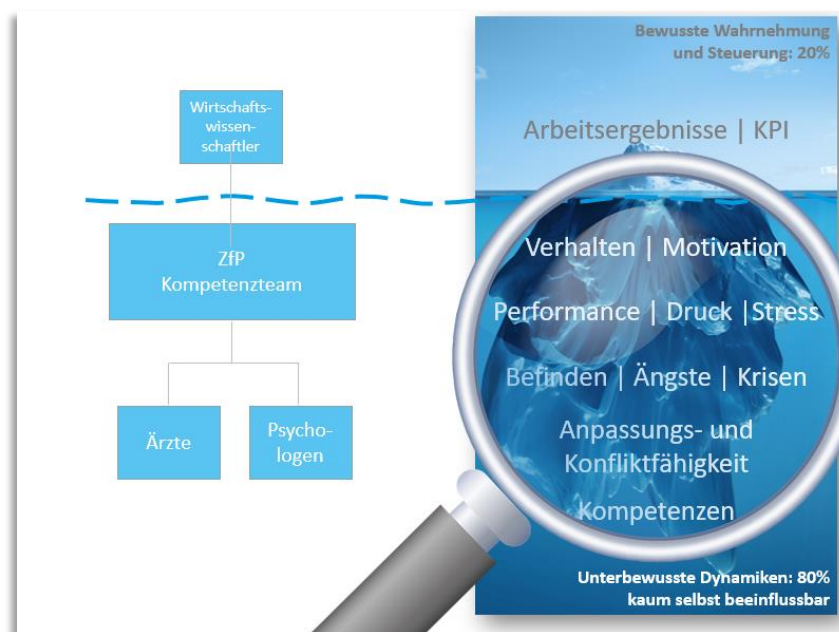 Wirtschafts-
wissen-
schaftler
ZfP
Kompetenzteam
Ärzte
Psycho-
logen
Bewusste Wahrnehmung
und Steuerung: 20%
Arbeitsergebnisse | KPI
Verhalten | Motivation
Performance | Druck |Stress
Befinden | Ängste | Krisen
Anpassungs- und
Konfliktfähigkeit
Kompetenzen
Unterbewusste Dynamiken: 80%
kaum selbst beeinflussbar